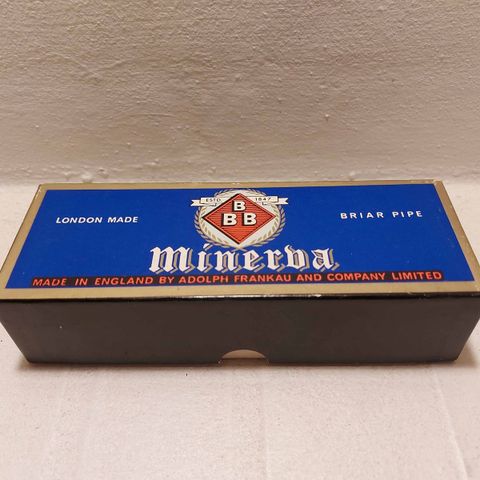 ESTD. 1847
B
BB
LONDON MADE
BRIAR PIPE
Minerva
MADE IN ENGLAND BY ADOLPH FRANKAU AND COMPANY LIMITED